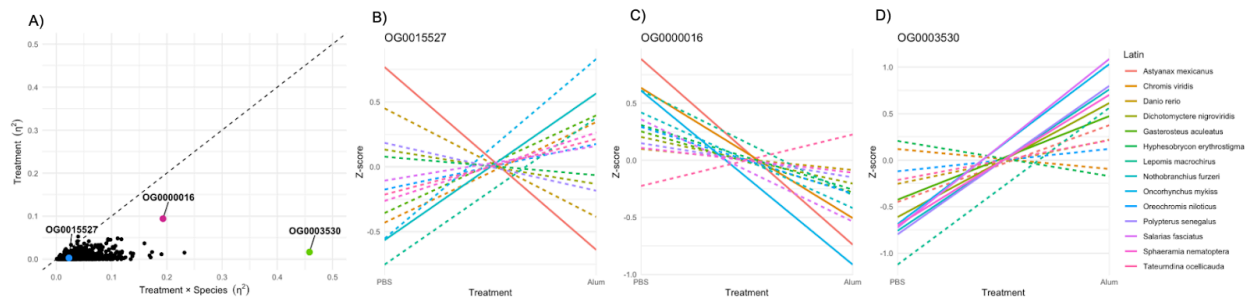 A)
Treatment (η²)
0.5
0.4
0.3
0.2
0.1
0.0
OG0000016
OG0015527
OG0003530
0.0 0.1 0.2 0.3 0.4 0.5
Treatment × Species (η²)
B)
OG0015527
Z-score
0.5
0.0
-0.5
PBS Alum
Treatment
C)
OG0000016
Z-score
0.5
0.0
-0.5
-1.0
PBS Alum
Treatment
D)
OG0003530
Z-score
1.0
0.5
0.0
-0.5
-1.0
PBS Alum
Treatment
Latin
Astyanax mexicanus
Chromis viridis
Danio rerio
Dichotomyctere nigroviridis
Gasterosteus aculeatus
Hyphesobrycon erythrostigma
Lepomis macrochirus
Nothobranchius furzeri
Oncorhynchus mykiss
Oreochromis niloticus
Polypterus senegalus
Salarias fasciatus
Sphaeramia nematoptera
Tateurndina ocellicauda